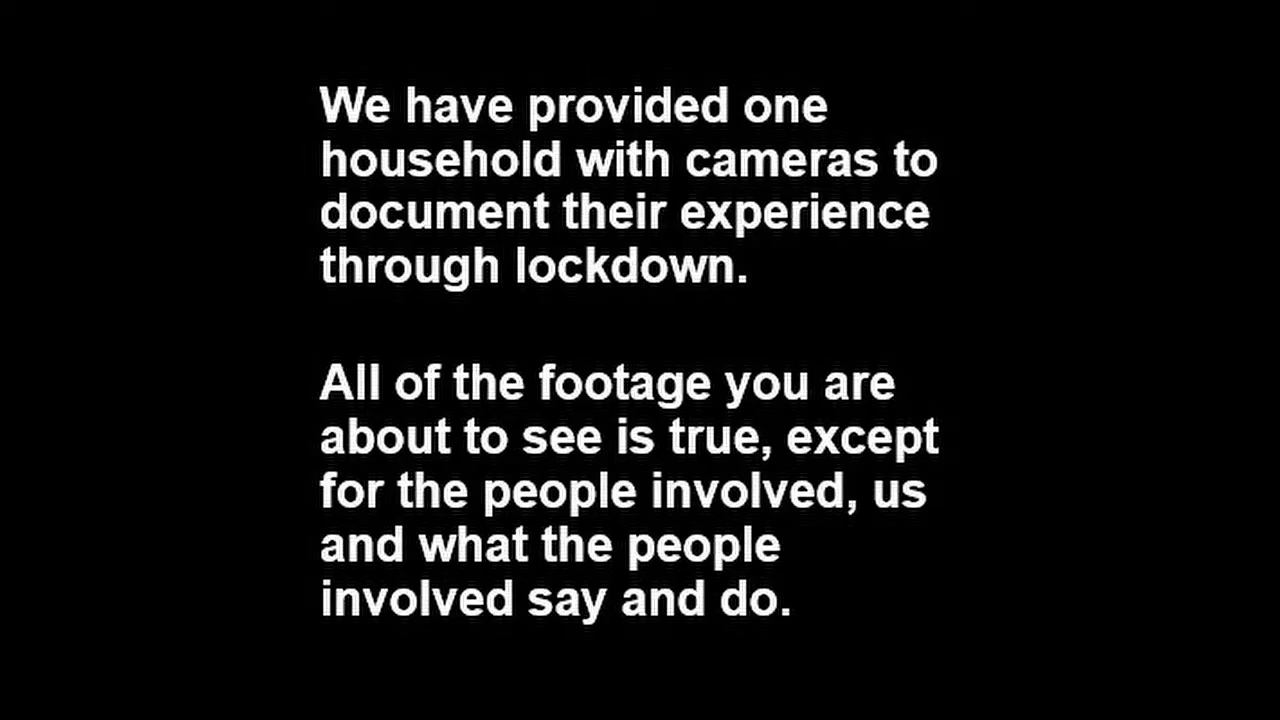 We have provided one
household with cameras to
document their experience
through lockdown.
All of the footage you are
about to see is true, except
for the people involved, us
and what the people
involved say and do.